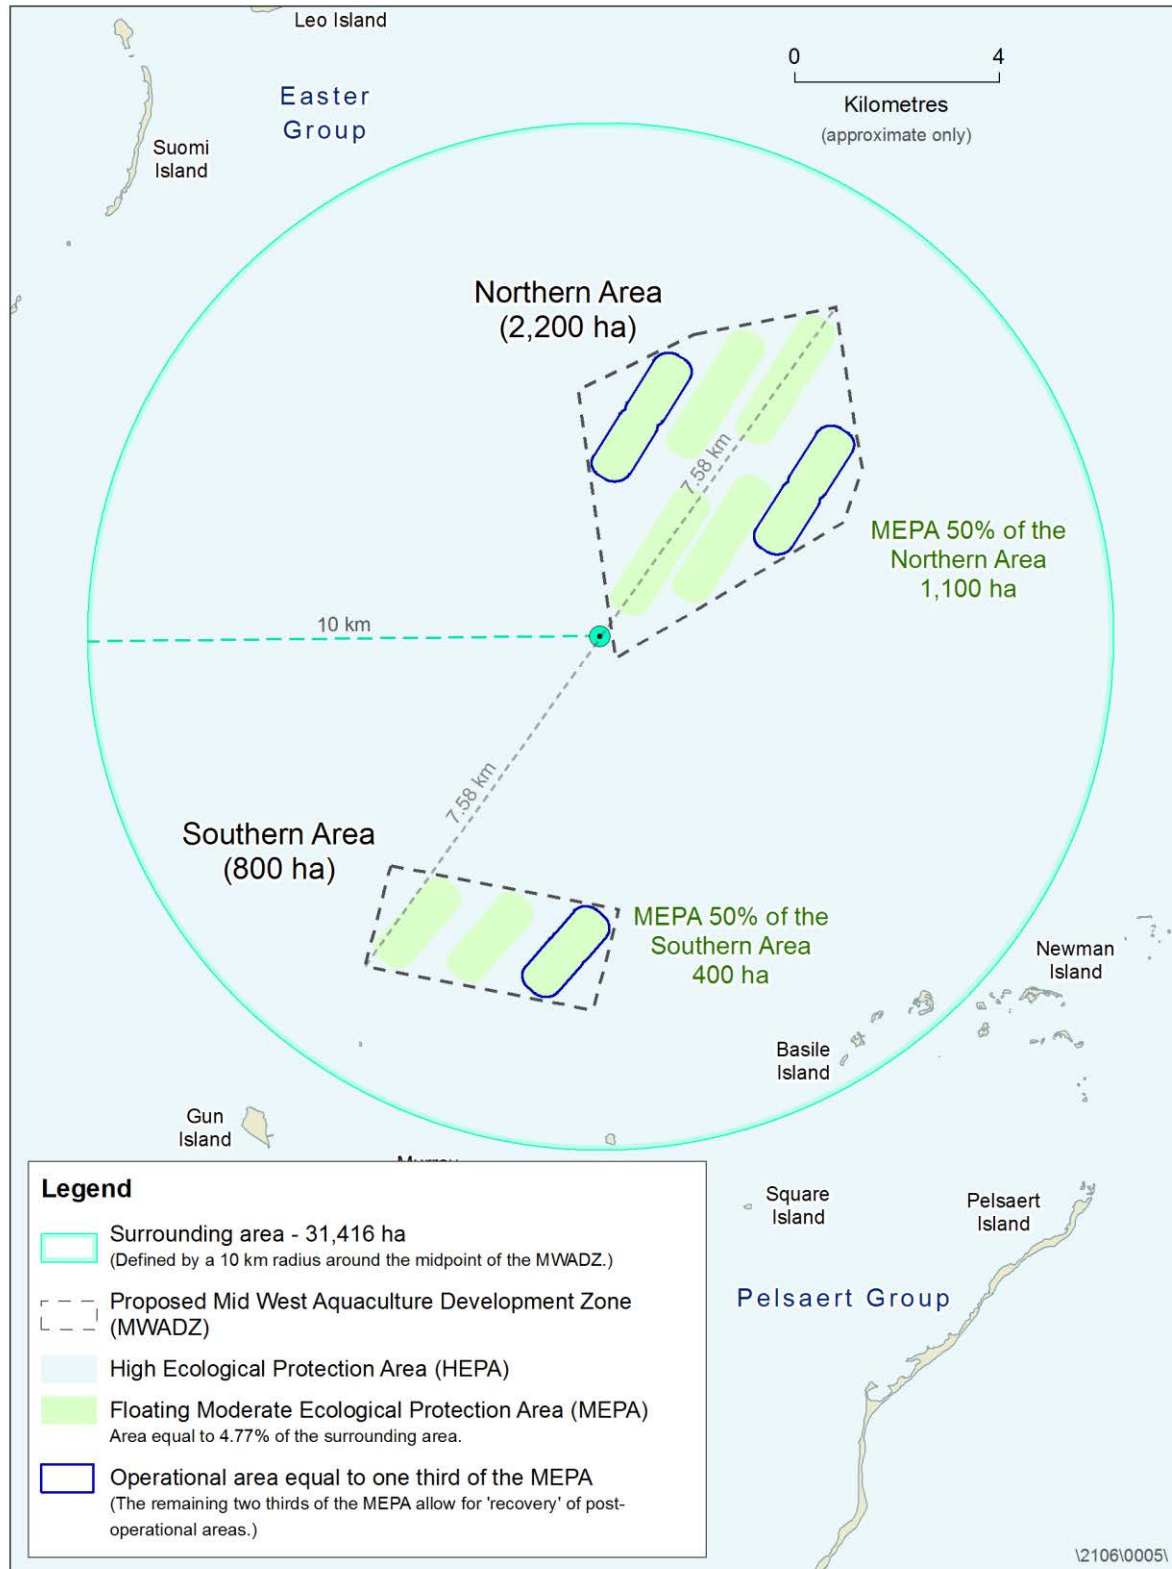 Leo Island
0 4
Kilometres
(approximate only)
Easter
Group
Suomi
Island
Northern Area
(2,200 ha)
7.58 km
MEPA 50% of the
Northern Area
1,100 ha
10 km
7.58 km
Southern Area
(800 ha)
MEPA 50% of the
Southern Area
400 ha
Newman
Island
Basile
Island
Gun
Island
Square
Island
Pelsaert
Island
Pelsaert Group
Legend
Surrounding area - 31,416 ha
(Defined by a 10 km radius around the midpoint of the MWADZ.)
Proposed Mid West Aquaculture Development Zone
(MWADZ)
High Ecological Protection Area (HEPA)
Floating Moderate Ecological Protection Area (MEPA)
Area equal to 4.77% of the surrounding area.
Operational area equal to one third of the MEPA
(The remaining two thirds of the MEPA allow for 'recovery' of post-
operational areas.)
\2106\0005\